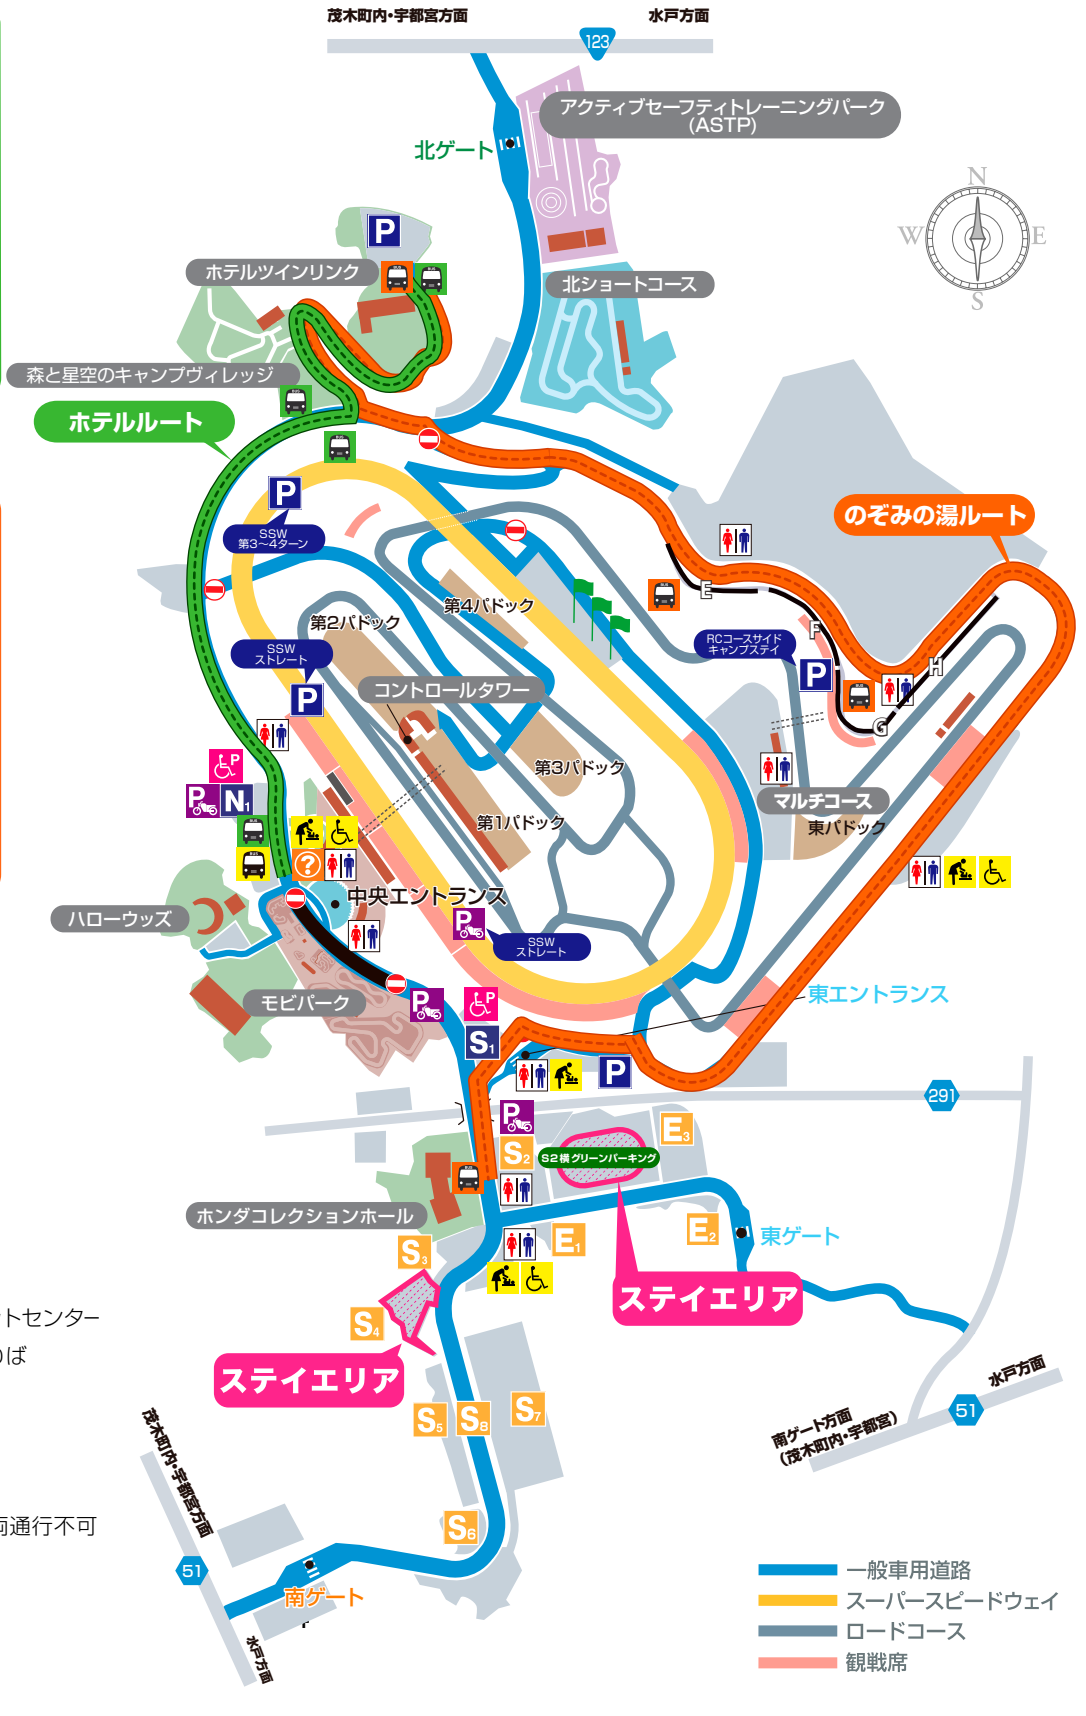 茂木町内・宇都宮方面
水戸方面
123
アクティブセーフティトレーニングパーク
(ASTP)
北ゲート
N
W
E
S
P
BUS
BUS
ホテルツインリンク
北ショートコース
森と星空のキャンプヴィレッジ
BUS
ホテルルート
BUS
P
SSW
第3〜4ターン
のぞみの湯ルート
BUS
E
第4パドック
第2パドック
F
RCコースサイド
キャンプステイ
SSW
ストレート
P
H
コントロールタワー
P
BUS
G
第3パドック
P
P
N1
マルチコース
第1パドック
東パドック
BUS
BUS
?
中央エントランス
ハローウッズ
P
SSW
ストレート
モビパーク
P
P
東エントランス
S1
P
291
P
S2
E3
S2横グリーンパーキング
BUS
ホンダコレクションホール
E1
E2
東ゲート
S3
ステイエリア
S4
トセンター
ば
ステイエリア
水戸方面
51
南ゲート方面
(茂木町内・宇都宮)
S5
S8
S7
茂木町内・宇都宮方面
両通行不可
S6
51
南ゲート
水戸方面
一般車用道路
スーパースピードウェイ
ロードコース
観戦席